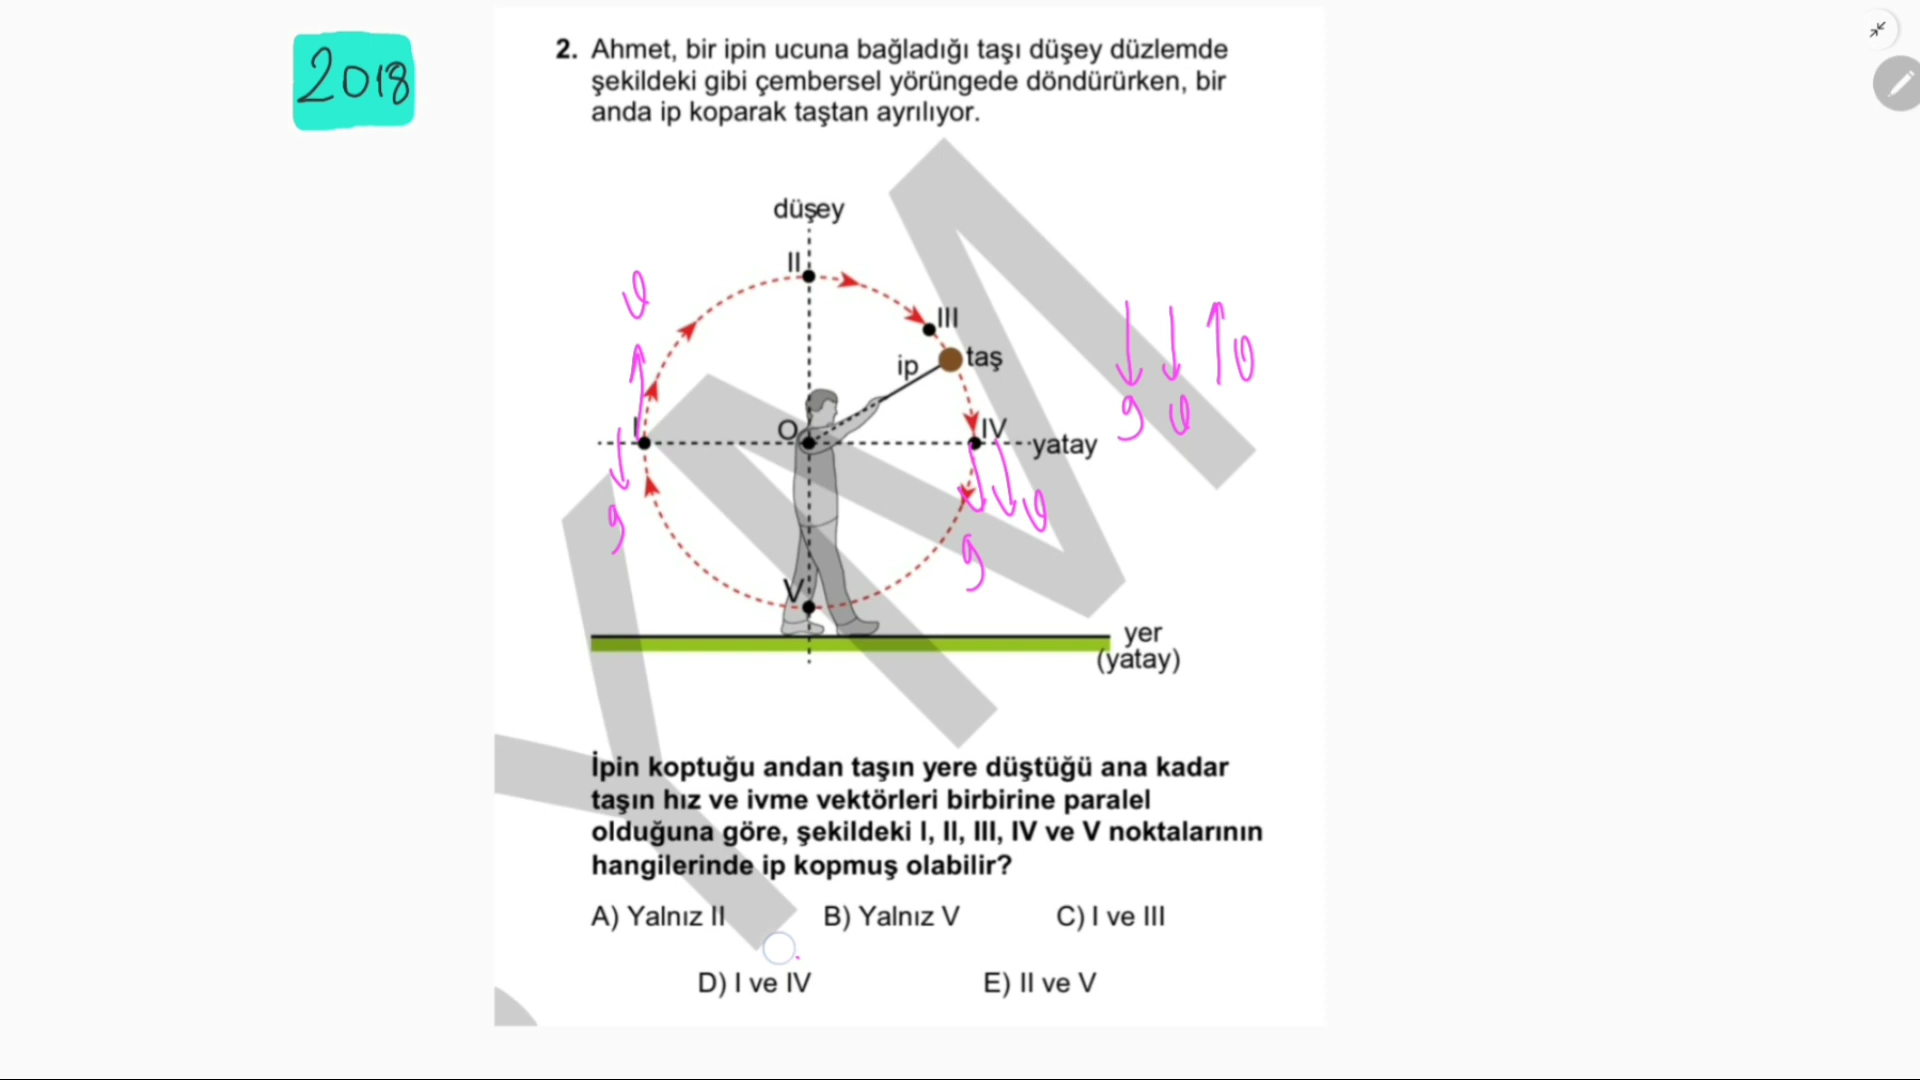 2018
2. Ahmet, bir ipin ucuna bağladığı taşı düşey düzlemde
şekildeki gibi çembersel yörüngede döndürürken, bir
anda ip koparak taştan ayrılıyor.
düşey
II
III
ip
taş
I
O
IV
yatay
V
yer
(yatay)
ϑ
g
g
ϑ
g
ϑ
ϑ
İpin koptuğu andan taşın yere düştüğü ana kadar
taşın hız ve ivme vektörleri birbirine paralel
olduğuna göre, şekildeki I, II, III, IV ve V noktalarının
hangilerinde ip kopmuş olabilir?
A) Yalnız II
B) Yalnız V
C) I ve III
D) I ve IV
E) II ve V